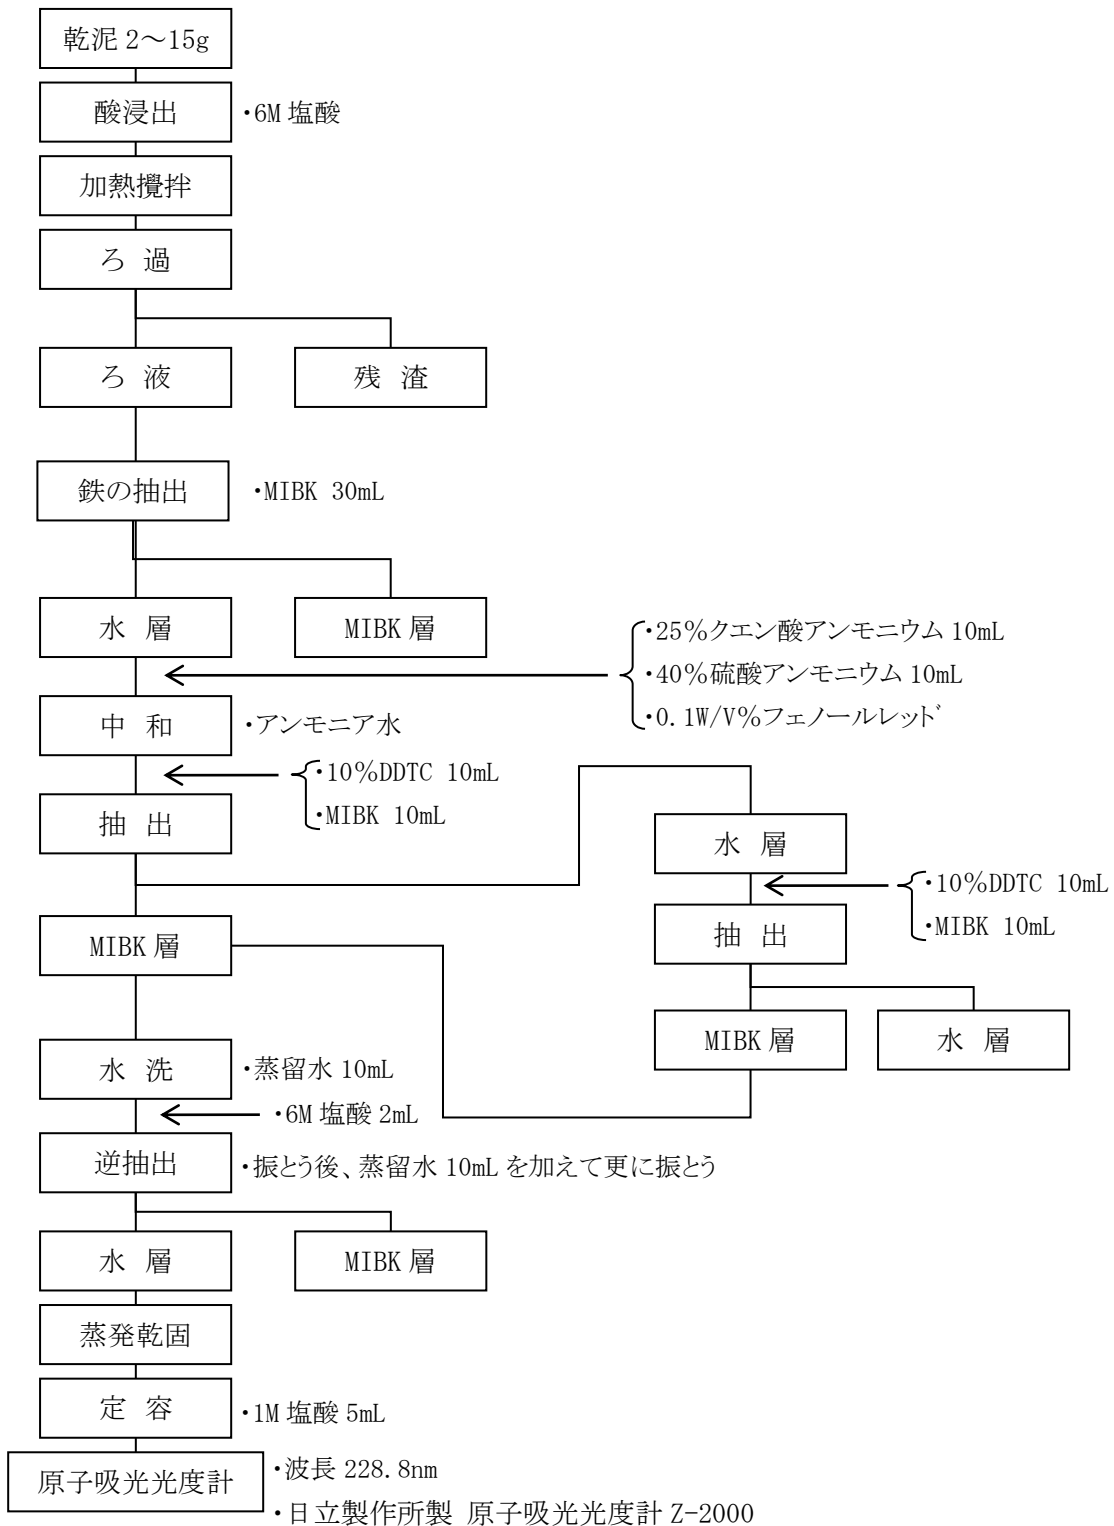 乾泥 2～15g
酸浸出 ・6M 塩酸
加熱攪拌
ろ 過
ろ 液 残 渣
鉄の抽出 ・MIBK 30mL
水 層 MIBK 層
・25％クエン酸アンモニウム 10mL
・40％硫酸アンモニウム 10mL
・0.1W/V％フェノールレッドﾞ
中 和 ・アンモニア水
・10％DDTC 10mL
・MIBK 10mL
抽 出
水 層
・10％DDTC 10mL
・MIBK 10mL
抽 出
MIBK 層
MIBK 層 水 層
水 洗 ・蒸留水 10mL
・6M 塩酸 2mL
逆抽出 ・振とう後、蒸留水 10mL を加えて更に振とう
水 層 MIBK 層
蒸発乾固
定 容 ・1M 塩酸 5mL
原子吸光光度計 ・波長 228.8nm
・日立製作所製 原子吸光光度計 Z-2000